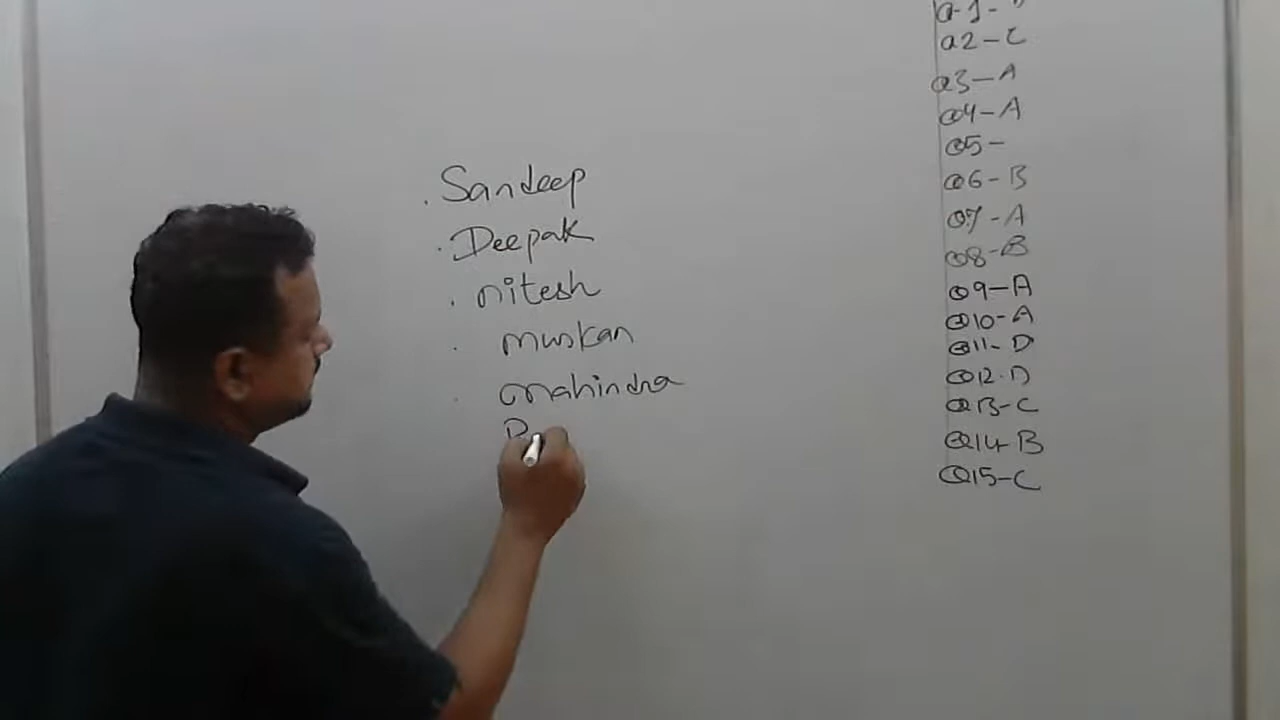 . Sandeep
. Deepak
. nitesh
. muskan
. mahindra
Q2-C
Q3-A
Q4-A
Q5-
Q6-B
Q7-A
Q8-B
Q9-A
Q10-A
Q11-D
Q12.D
Q13-C
Q14-B
Q15-C